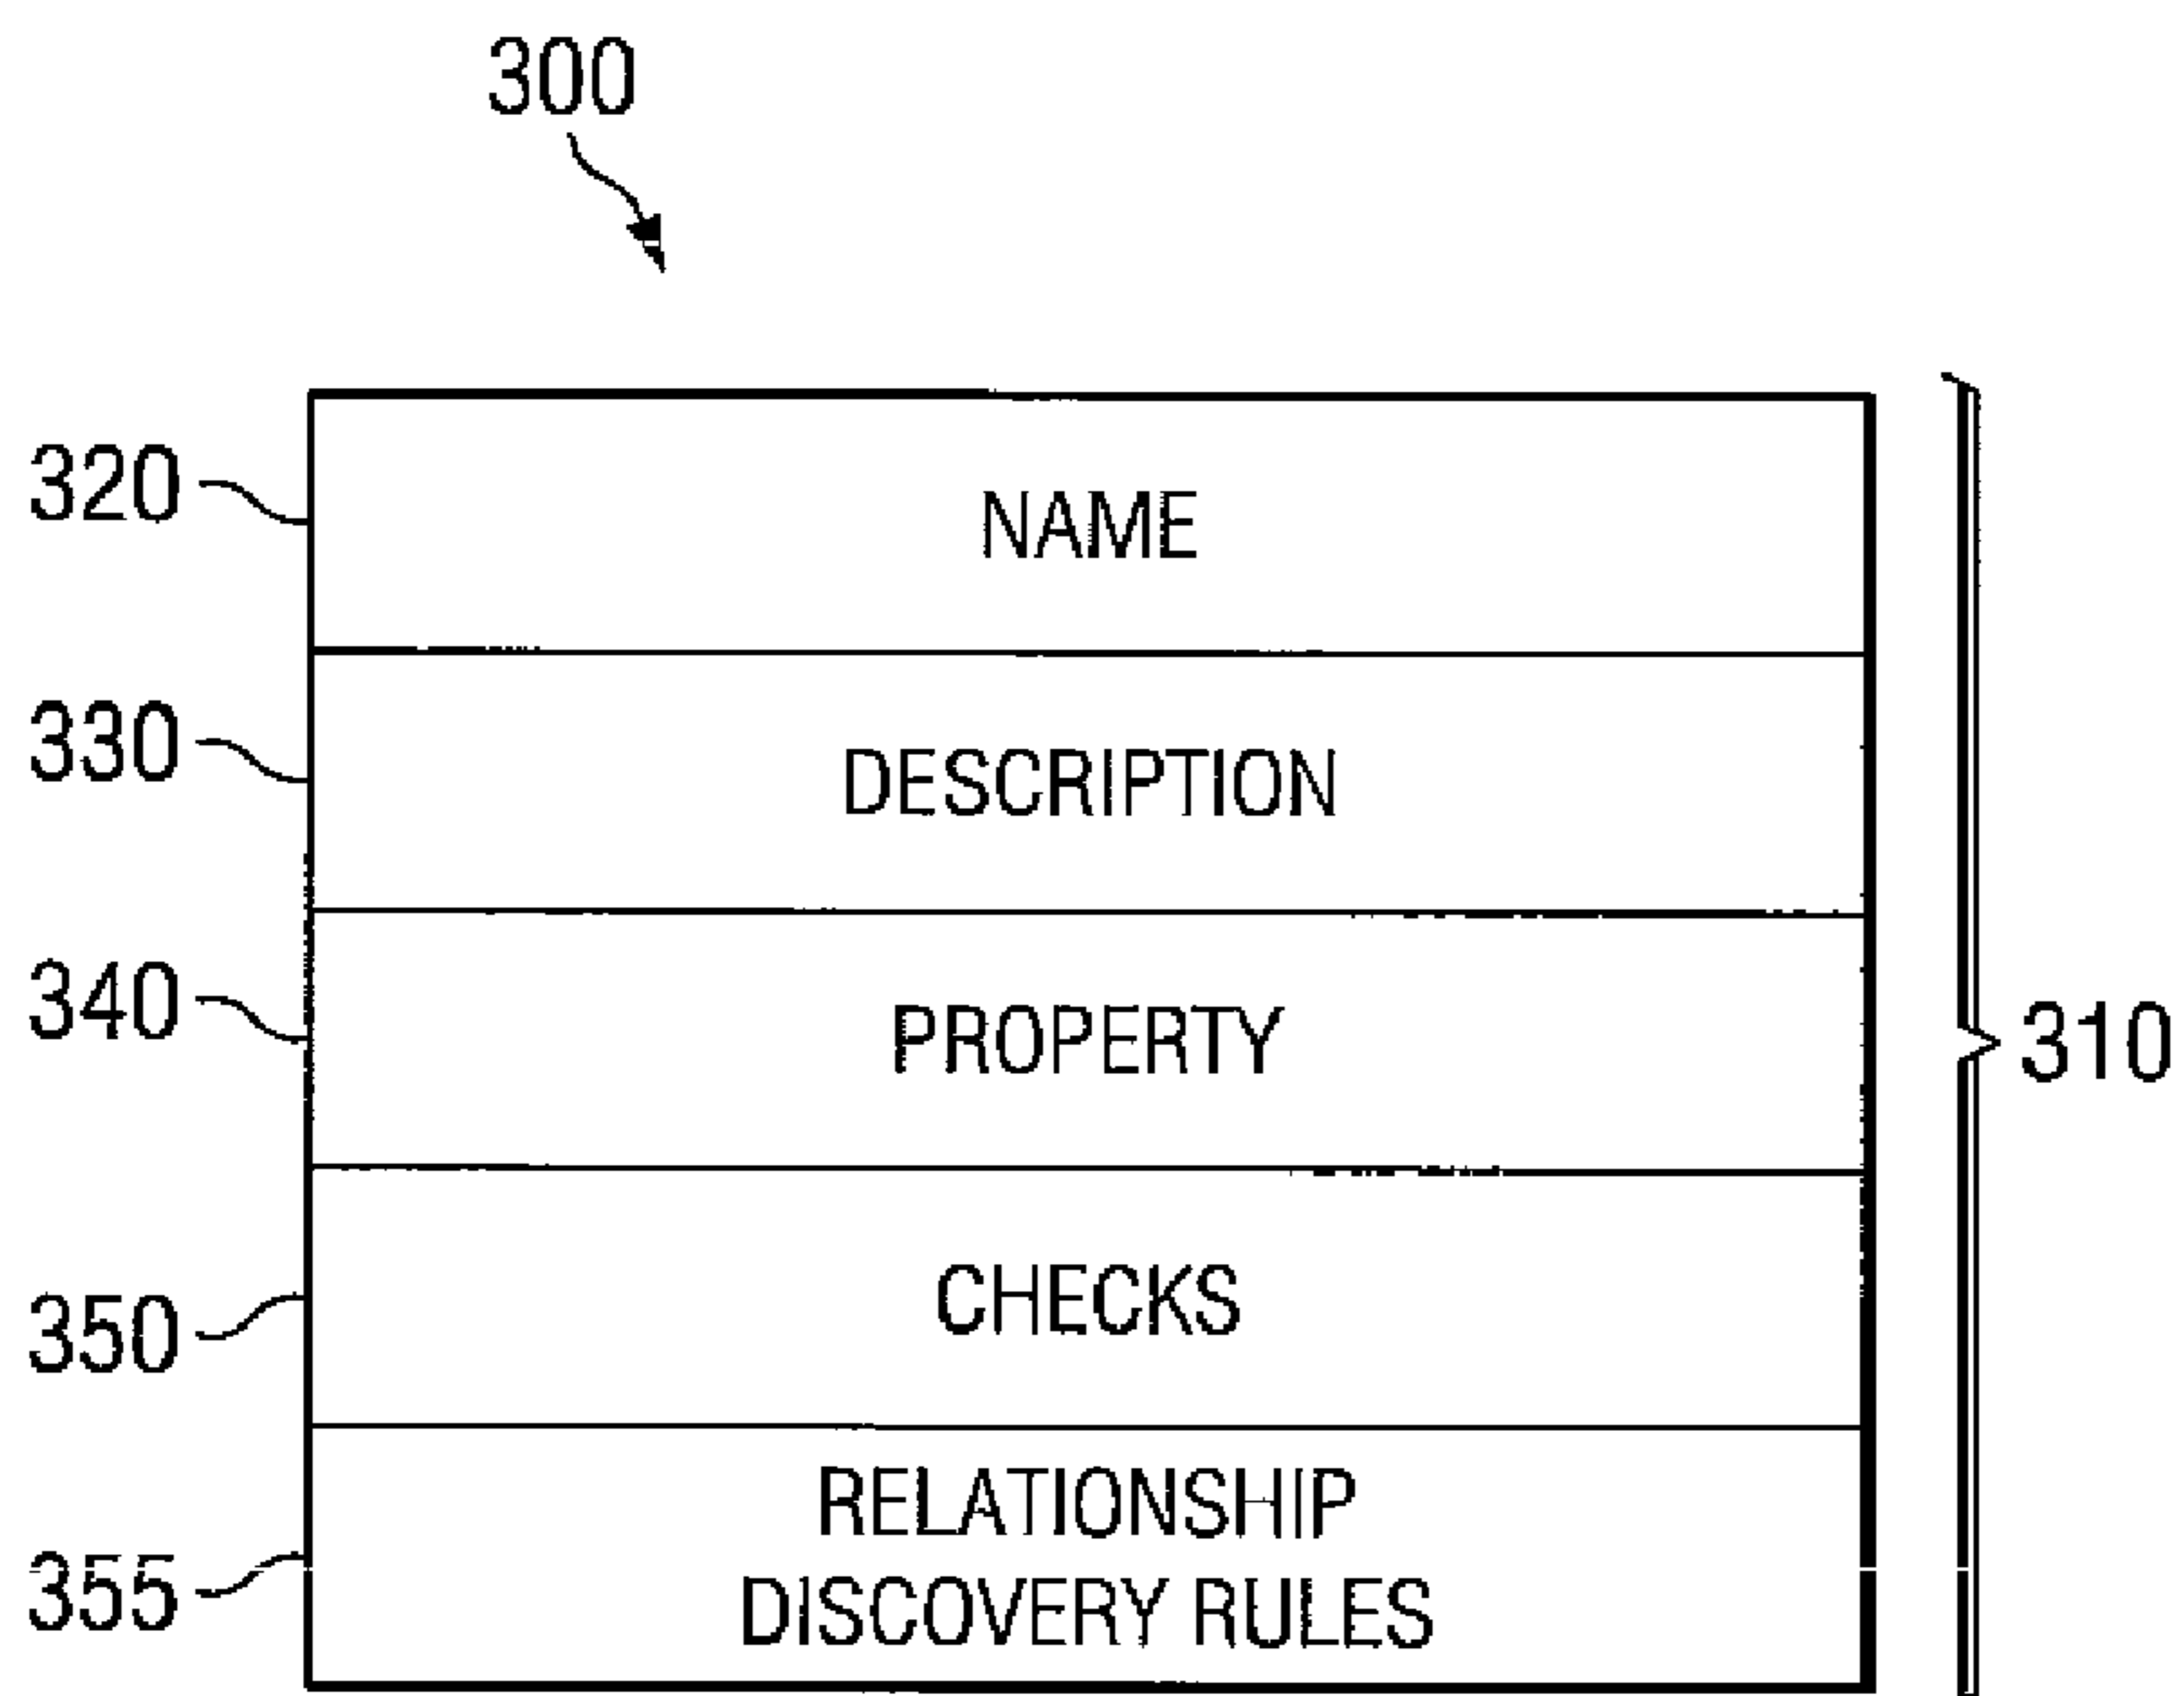 300
320
NAME
330
DESCRIPTION
340
PROPERTY
310
350
CHECKS
355
RELATIONSHIP
DISCOVERY RULES